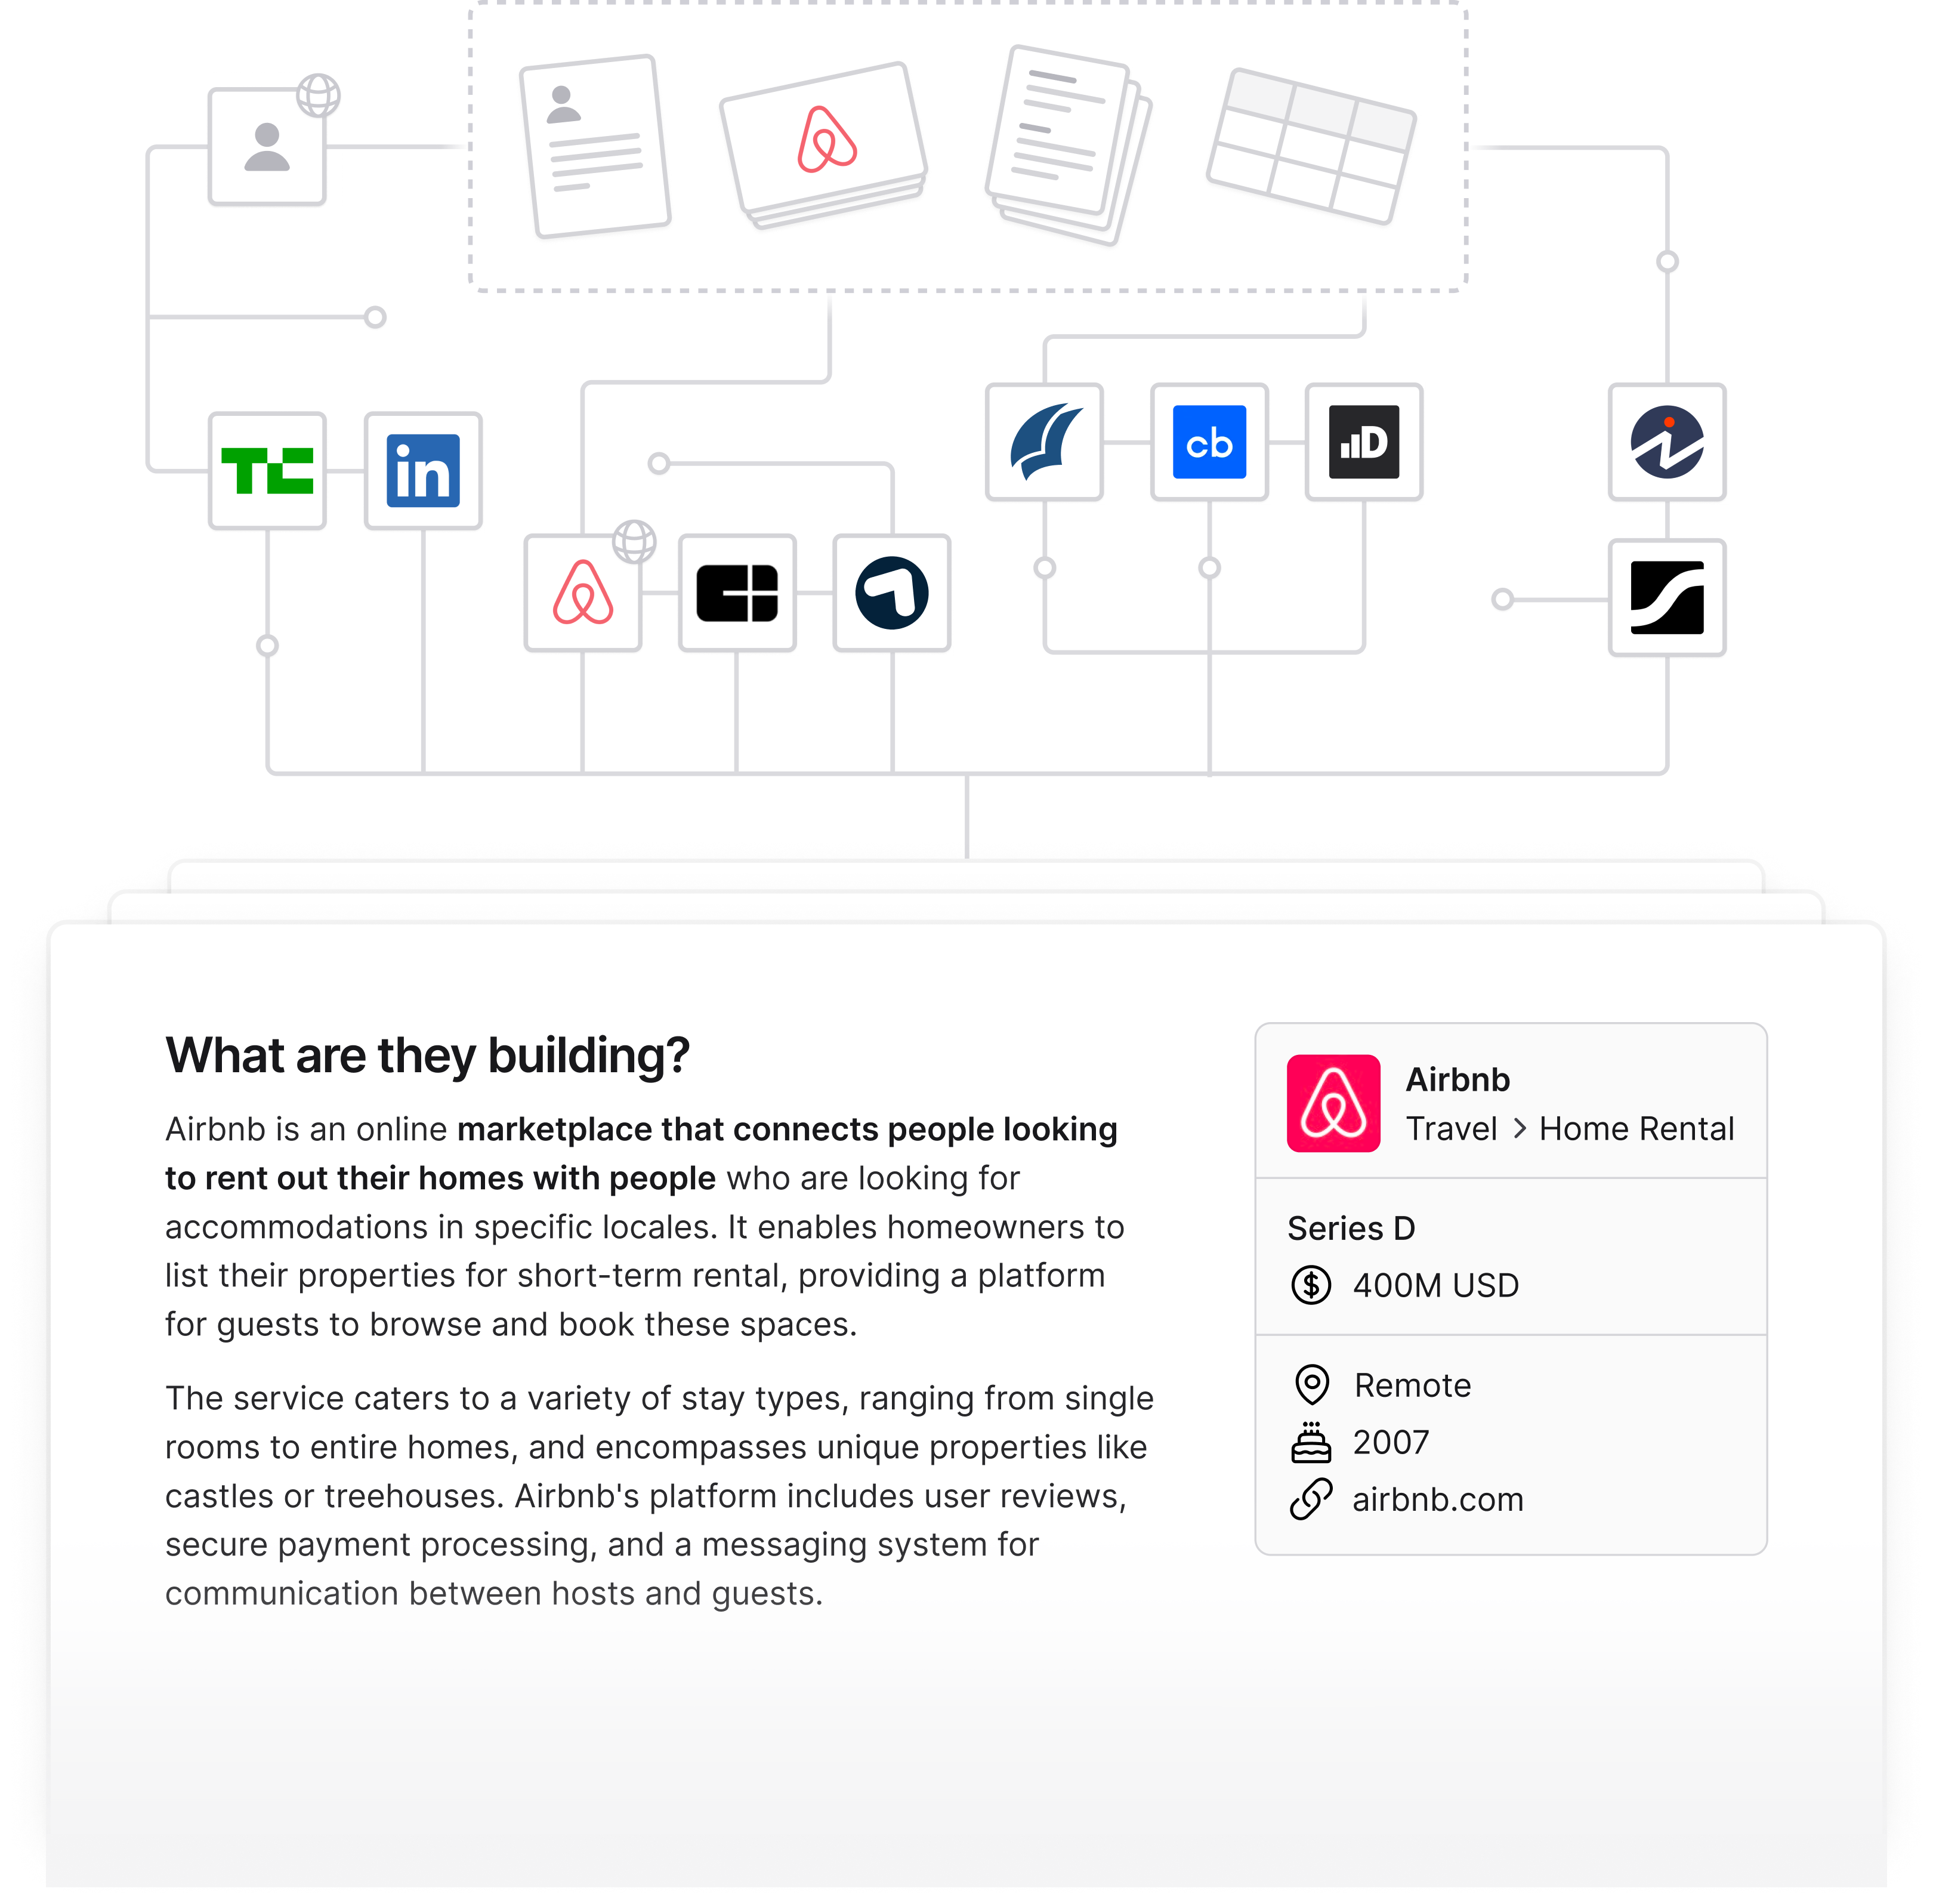 TC
in
cb
D
What are they building?
Airbnb is an online marketplace that connects people looking
to rent out their homes with people who are looking for
accommodations in specific locales. It enables homeowners to
list their properties for short-term rental, providing a platform
for guests to browse and book these spaces.
The service caters to a variety of stay types, ranging from single
rooms to entire homes, and encompasses unique properties like
castles or treehouses. Airbnb's platform includes user reviews,
secure payment processing, and a messaging system for
communication between hosts and guests.
Airbnb
Travel > Home Rental
Series D
400M USD
Remote
2007
airbnb.com